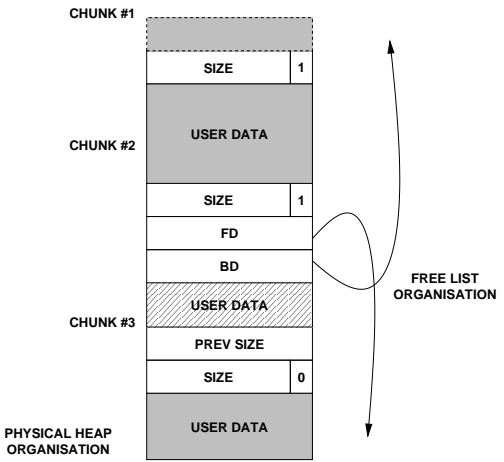 CHUNK #1
SIZE 1
USER DATA
CHUNK #2
SIZE 1
FD
BD
FREE LIST
ORGANISATION
USER DATA
CHUNK #3
PREV SIZE
SIZE 0
USER DATA
PHYSICAL HEAP
ORGANISATION